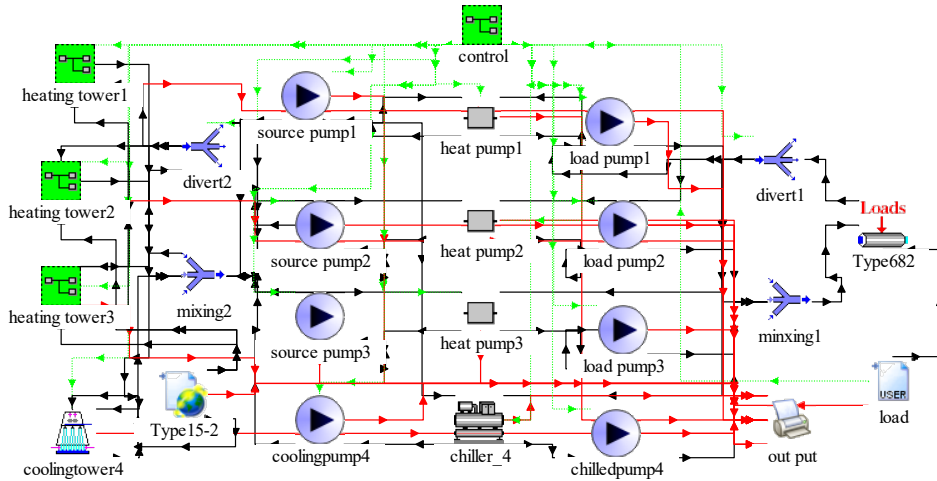 control
heating tower1
source pump1
heat pump1
load pump1
divert2
divert1
heating tower2
Loads
source pump2
heat pump2
load pump2
Type682
mixing2
minxing1
heating tower3
source pump3
heat pump3
load pump3
USER
load
Type15-2
coolingtower4
coolingpump4
chiller_4
chilledpump4
out put